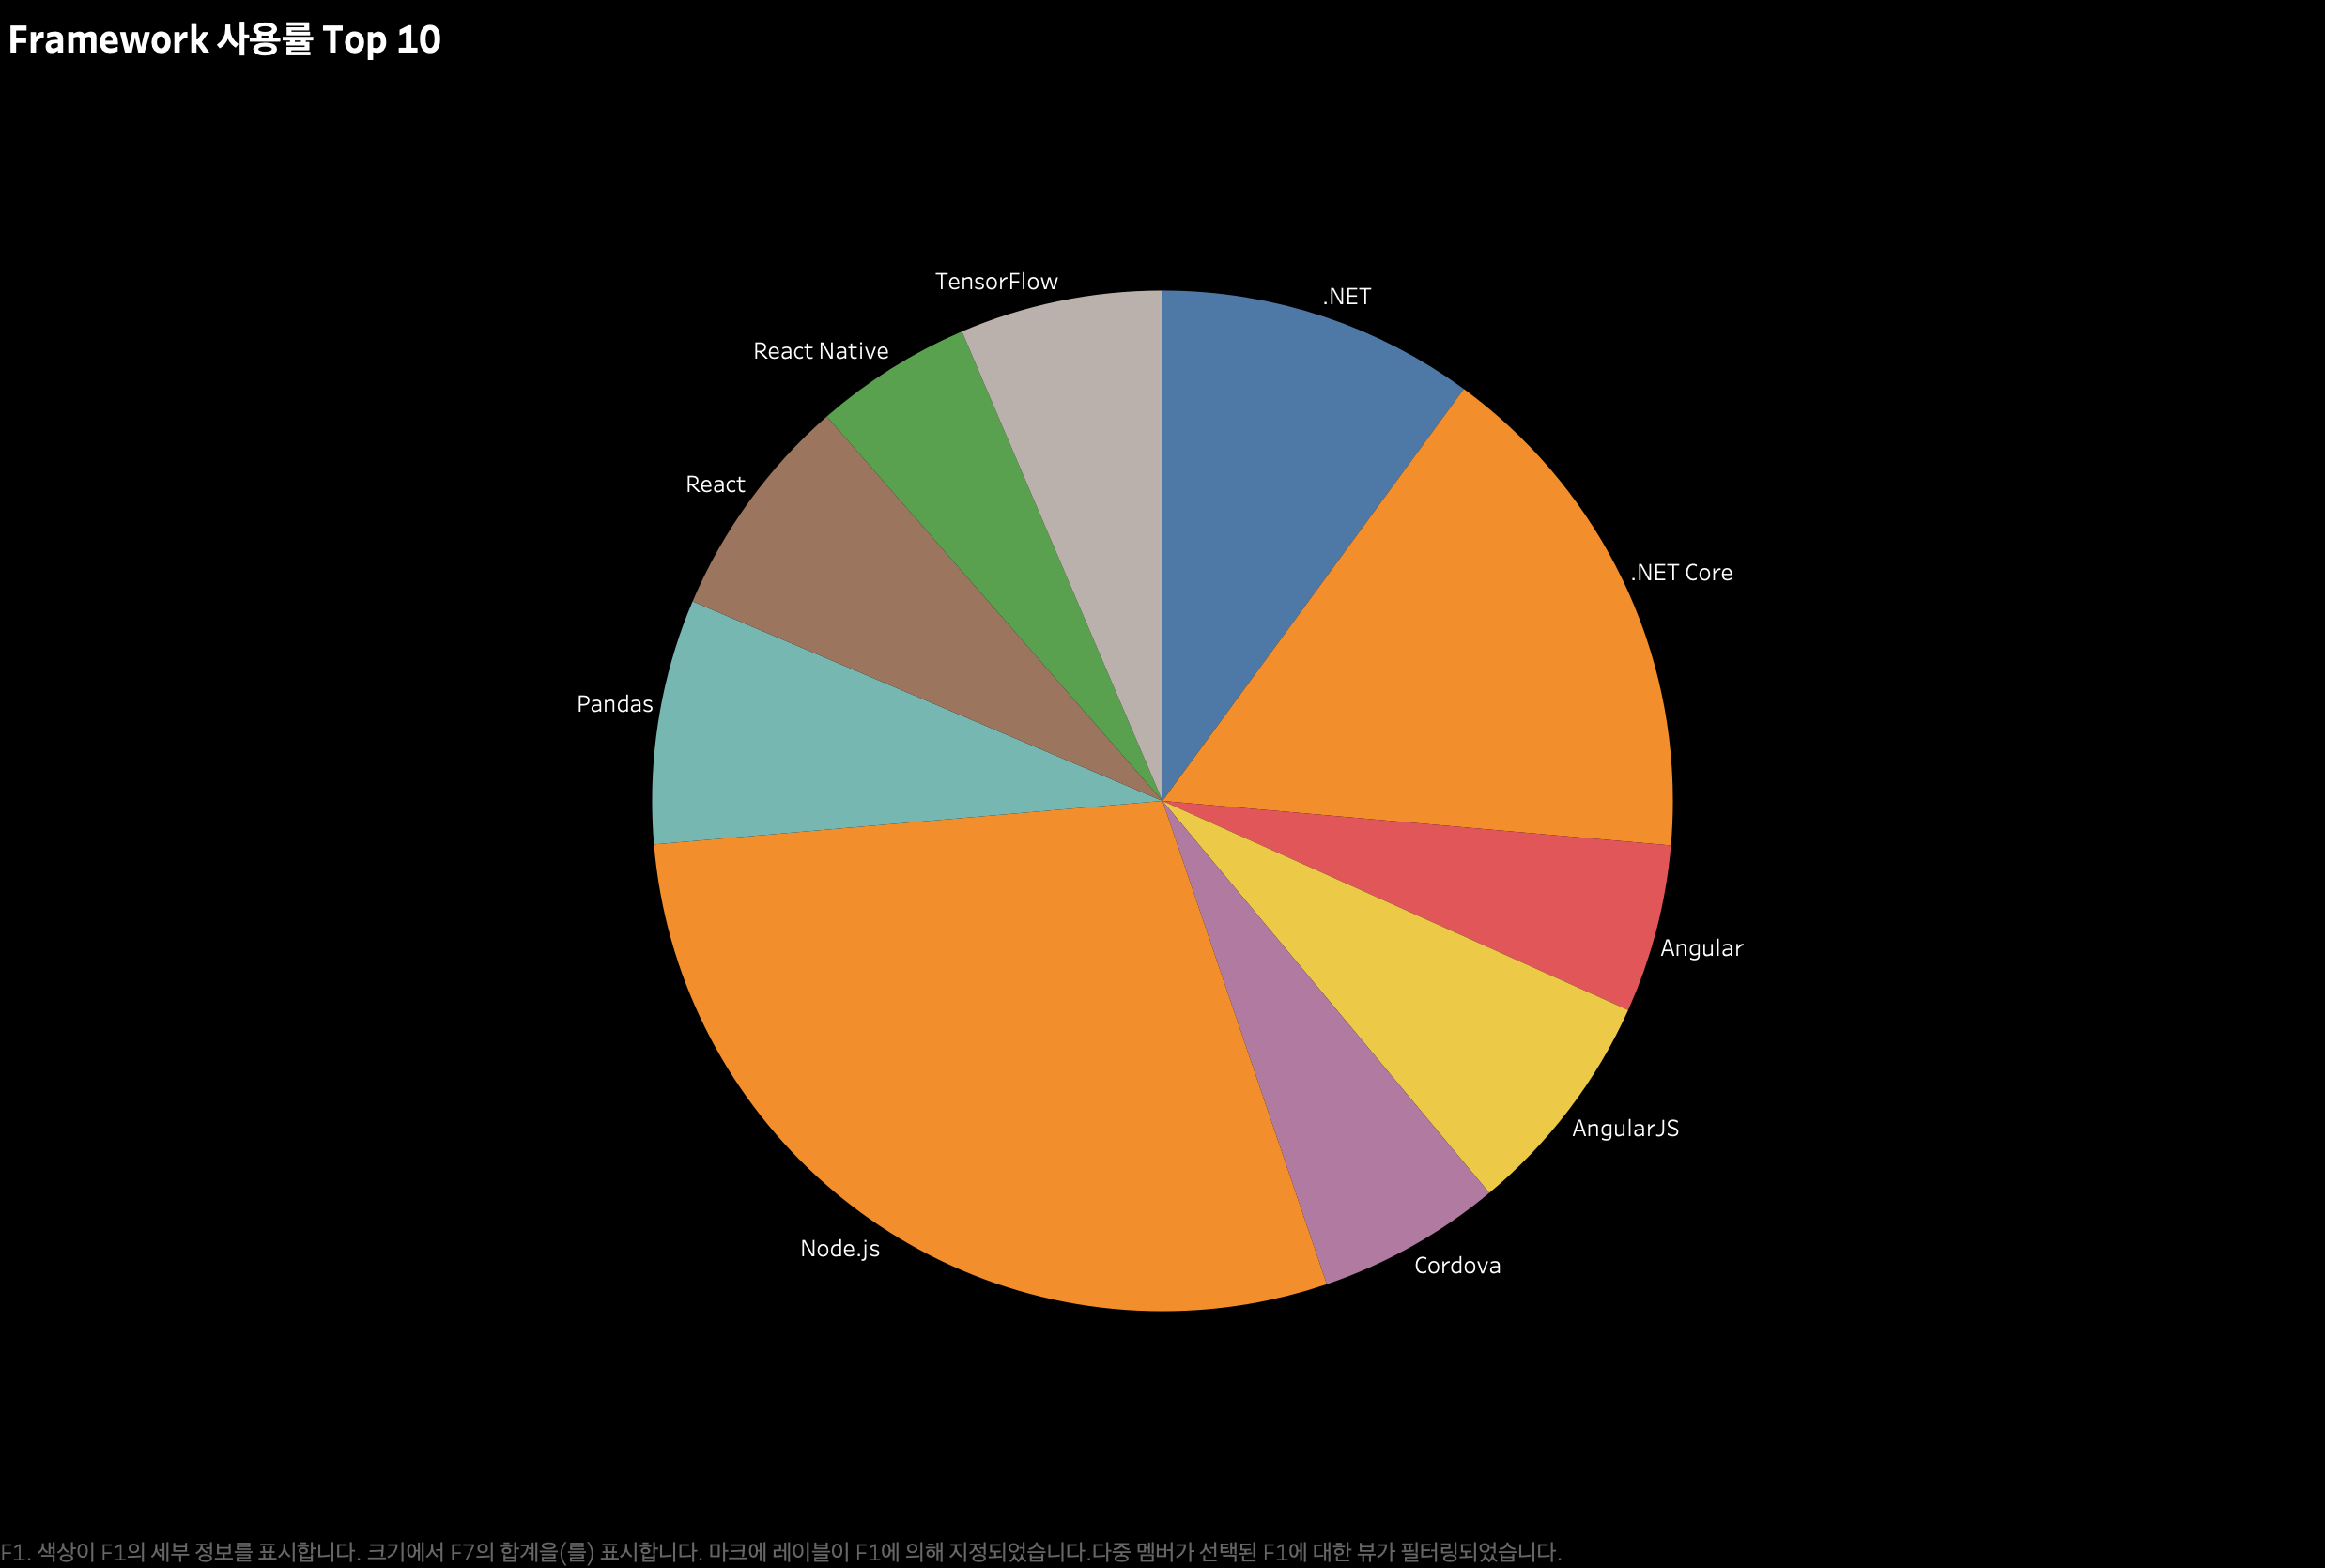 Framework 사용률 Top 10
TensorFlow
.NET
React Native
React
.NET Core
Pandas
Angular
AngularJS
Node.js
Cordova
F1. 색상이 F1의 세부 정보를 표시합니다. 크기에서 F7의 합계을(를) 표시합니다. 마크에 레이블이 F1에 의해 지정되었습니다.다중 멤버가 선택된 F1에 대한 뷰가 필터링되었습니다.